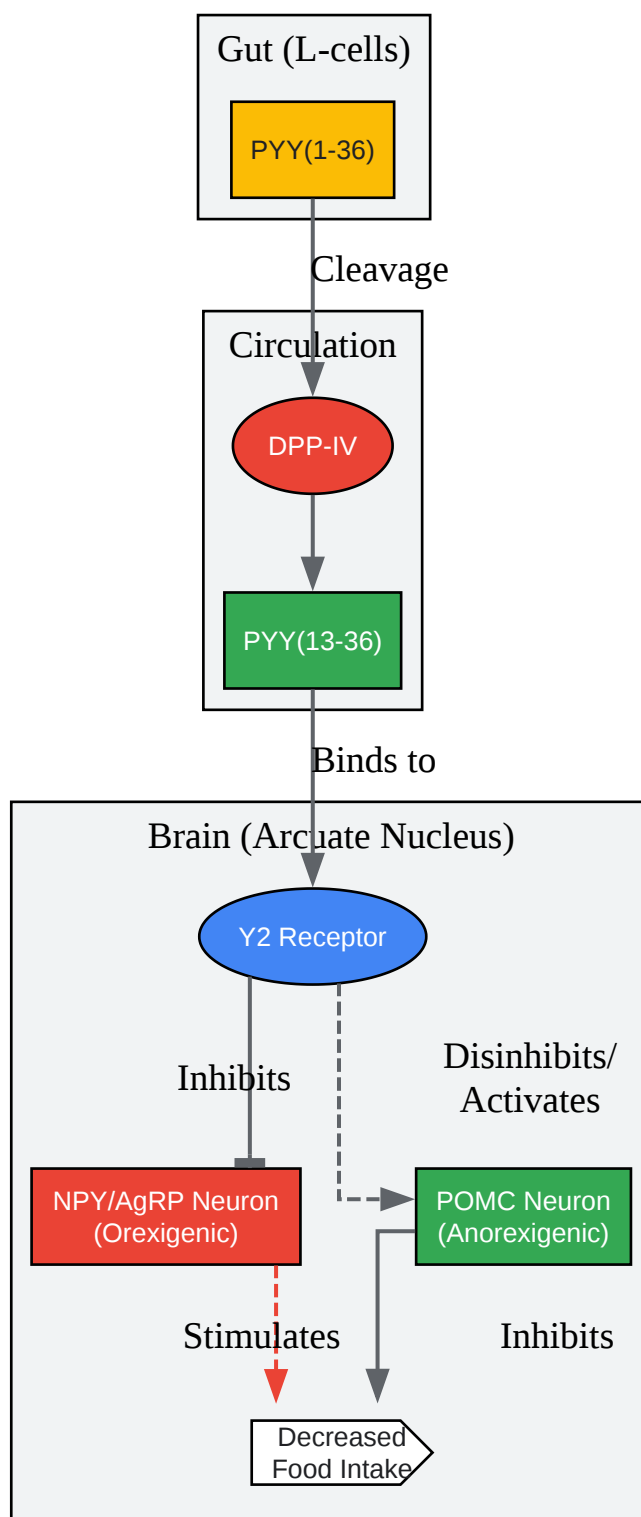 Gut (L-cells)
PYY(1-36)
Cleavage
Circulation
DPP-IV
PYY(13-36)
Binds to
Brain (Arcuate Nucleus)
Y2 Receptor
Inhibits
Disinhibits/
Activates
NPY/AgRP Neuron
(Orexigenic)
POMC Neuron
(Anorexigenic)
Stimulates
Inhibits
Decreased
Food Intake